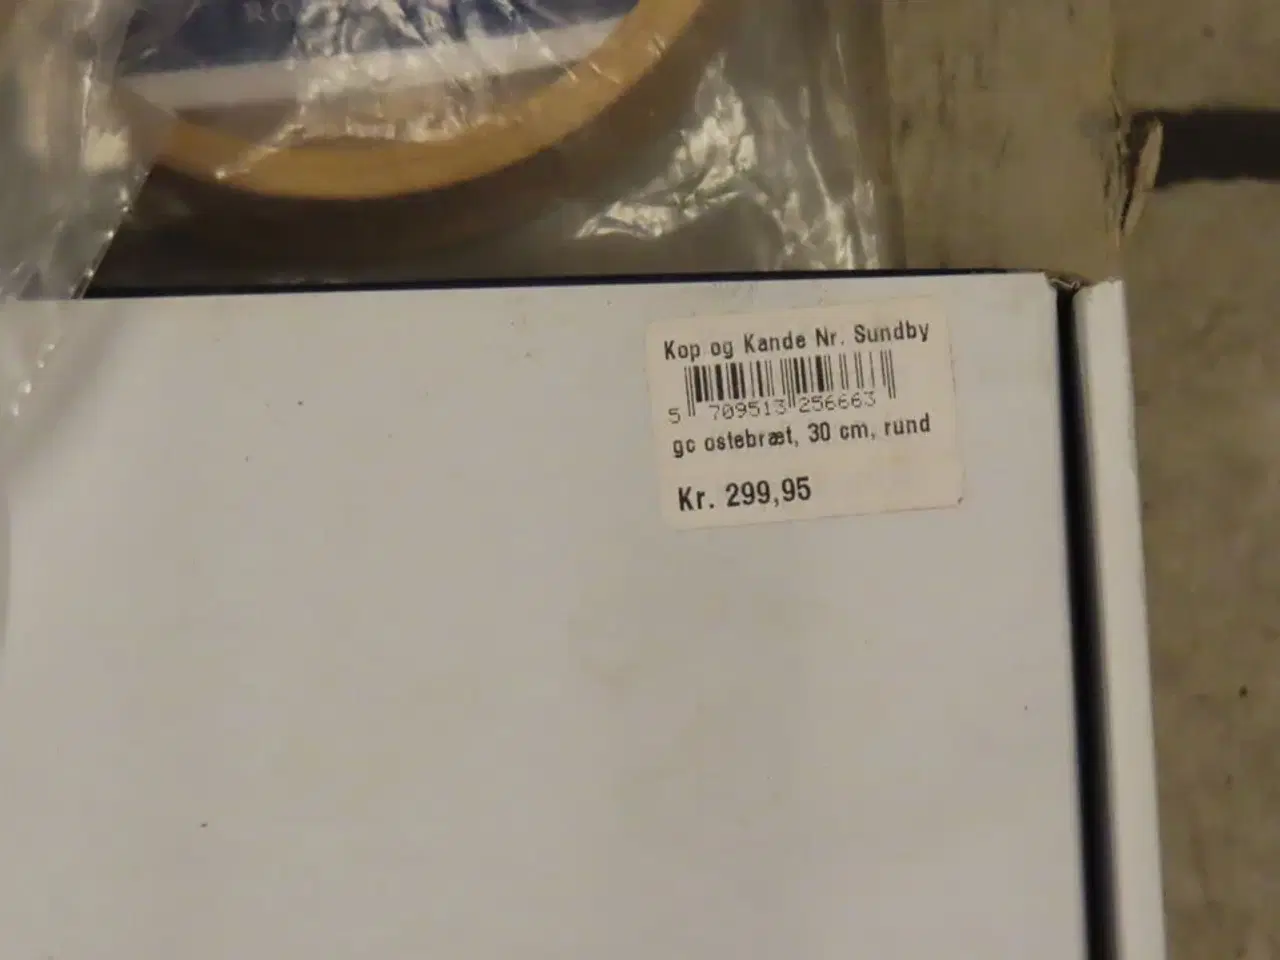 Kop og Kande Nr. Sundby
5 709513 256663
gc ostebræt, 30 cm, rund
Kr. 299,95